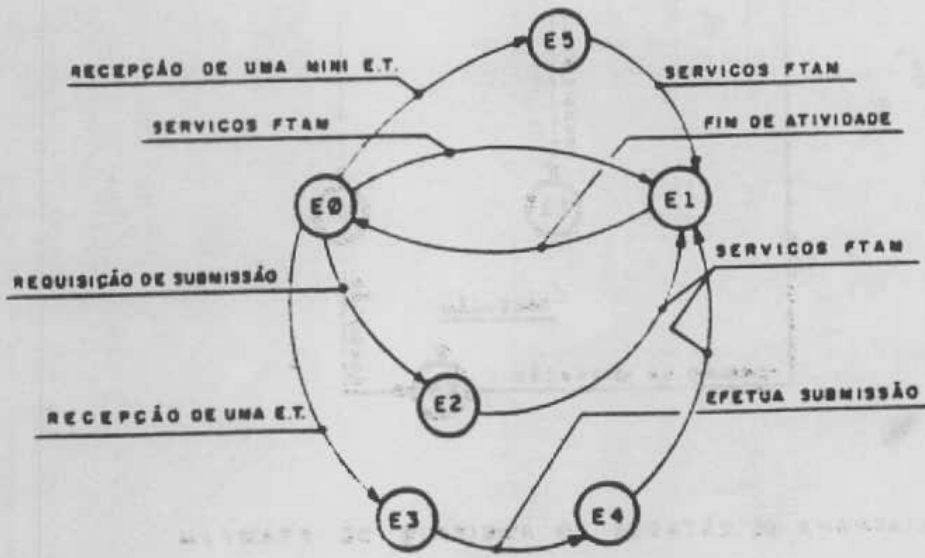 E5
RECEPÇÃO DE UMA MINI E.T.
SERVICOS FTAM
SERVICOS FTAM
FIM DE ATIVIDADE
E0
E1
SERVICOS FTAM
REQUISIÇÃO DE SUBMISSÃO
E2
EFETUA SUBMISSÃO
RECEPÇÃO DE UMA E.T.
E3
E4